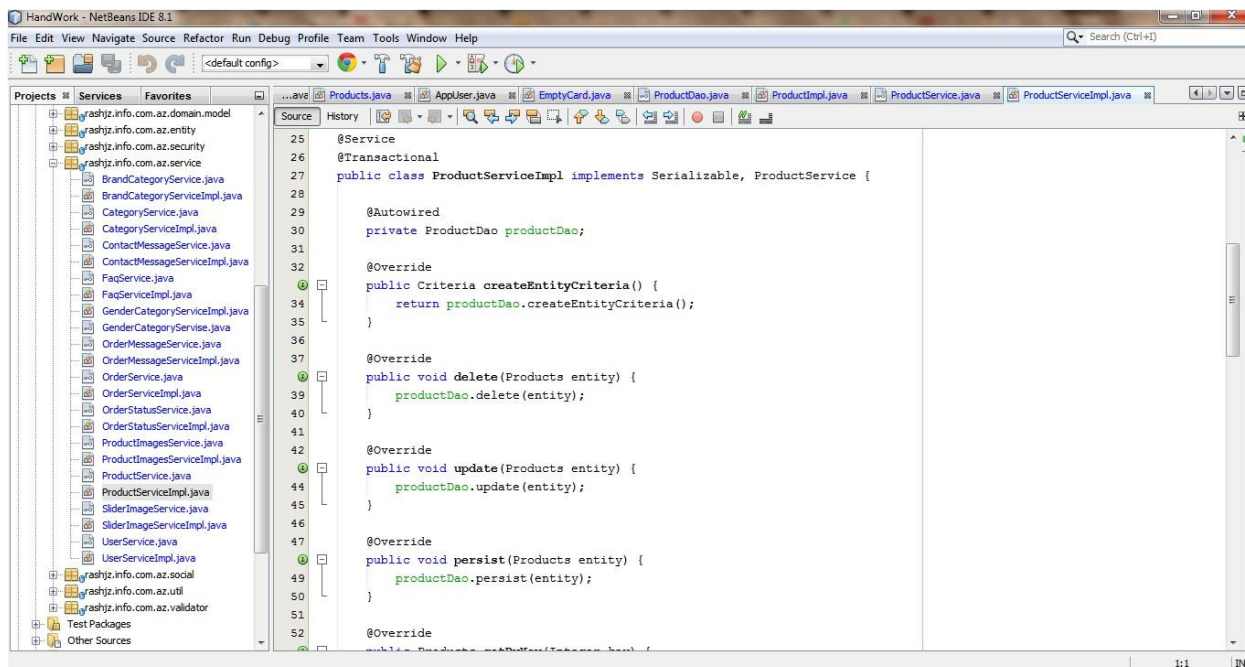 HandWork - NetBeans IDE 8.1
File Edit View Navigate Source Refactor Run Debug Profile Team Tools Window Help
Search (Ctrl+I)
<default config>
Projects Services Favorites
...ava Products.java AppUser.java EmptyCard.java ProductDao.java ProductImpl.java ProductService.java ProductServiceImpl.java
Source History
rashjz.info.com.az.domain.model
rashjz.info.com.az.entity
rashjz.info.com.az.security
rashjz.info.com.az.service
BrandCategoryService.java
BrandCategoryServiceImpl.java
CategoryService.java
CategoryServiceImpl.java
ContactMessageService.java
ContactMessageServiceImpl.java
FaqService.java
FaqServiceImpl.java
GenderCategoryServiceImpl.java
GenderCategoryServise.java
OrderMessageService.java
OrderMessageServiceImpl.java
OrderService.java
OrderServiceImpl.java
OrderStatusService.java
OrderStatusServiceImpl.java
ProductImagesService.java
ProductImagesServiceImpl.java
ProductService.java
ProductServiceImpl.java
SliderImageService.java
SliderImageServiceImpl.java
UserService.java
UserServiceImpl.java
rashjz.info.com.az.social
rashjz.info.com.az.util
rashjz.info.com.az.validator
Test Packages
Other Sources
25 @Service
26 @Transactional
27 public class ProductServiceImpl implements Serializable, ProductService {
28
29 @Autowired
30 private ProductDao productDao;
31
32 @Override
public Criteria createEntityCriteria() {
34 return productDao.createEntityCriteria();
35 }
36
37 @Override
public void delete(Products entity) {
39 productDao.delete(entity);
40 }
41
42 @Override
public void update(Products entity) {
44 productDao.update(entity);
45 }
46
47 @Override
public void persist(Products entity) {
49 productDao.persist(entity);
50 }
51
52 @Override
public Products getByKey(Integer key) {
1:1 IN